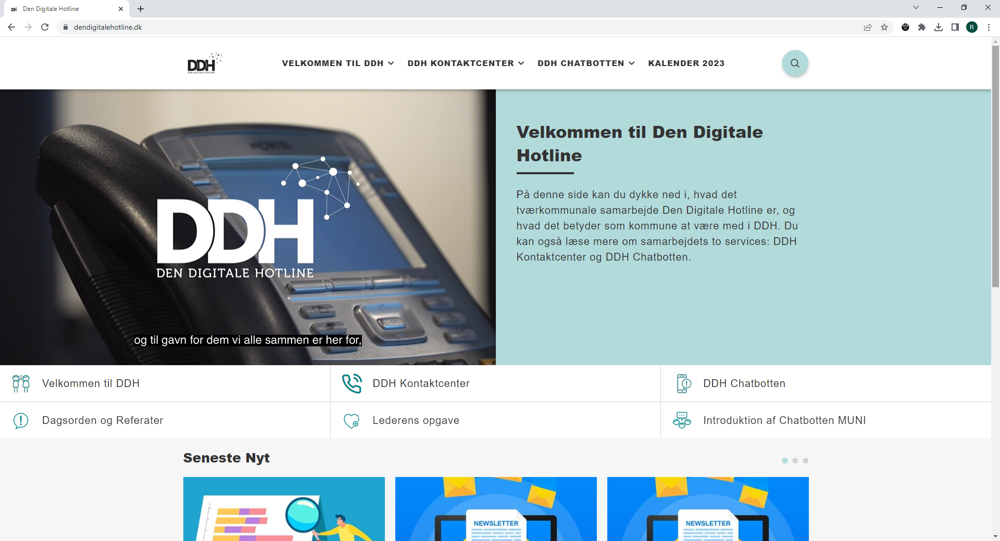 Den Digitale Hotline
dendigitalehotline.dk
R
DDH
DEN DIGITALE HOTLINE
VELKOMMEN TIL DDH
DDH KONTAKTCENTER
DDH CHATBOTTEN
KALENDER 2023
NORTEL
DDH
DEN DIGITALE HOTLINE
og til gavn for dem vi alle sammen er her for,
Velkommen til Den Digitale
Hotline
På denne side kan du dykke ned i, hvad det
tværkommunale samarbejde Den Digitale Hotline er, og
hvad det betyder som kommune at være med i DDH. Du
kan også læse mere om samarbejdets to services: DDH
Kontaktcenter og DDH Chatbotten.
Velkommen til DDH
DDH Kontaktcenter
DDH Chatbotten
Dagsorden og Referater
Lederens opgave
Introduktion af Chatbotten MUNI
Seneste Nyt
NEWSLETTER
NEWSLETTER